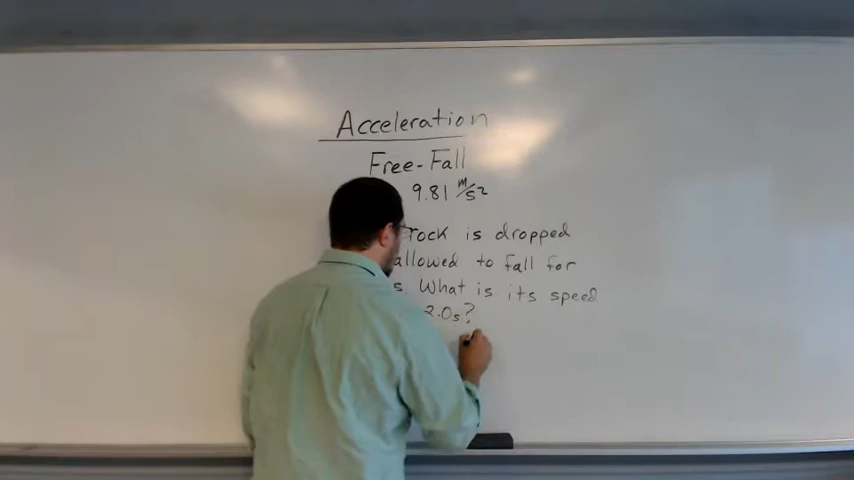 Acceleration
Free-Fall
9.81 m/s²
rock is dropped
allowed to fall for
s. What is its speed
2.0s?